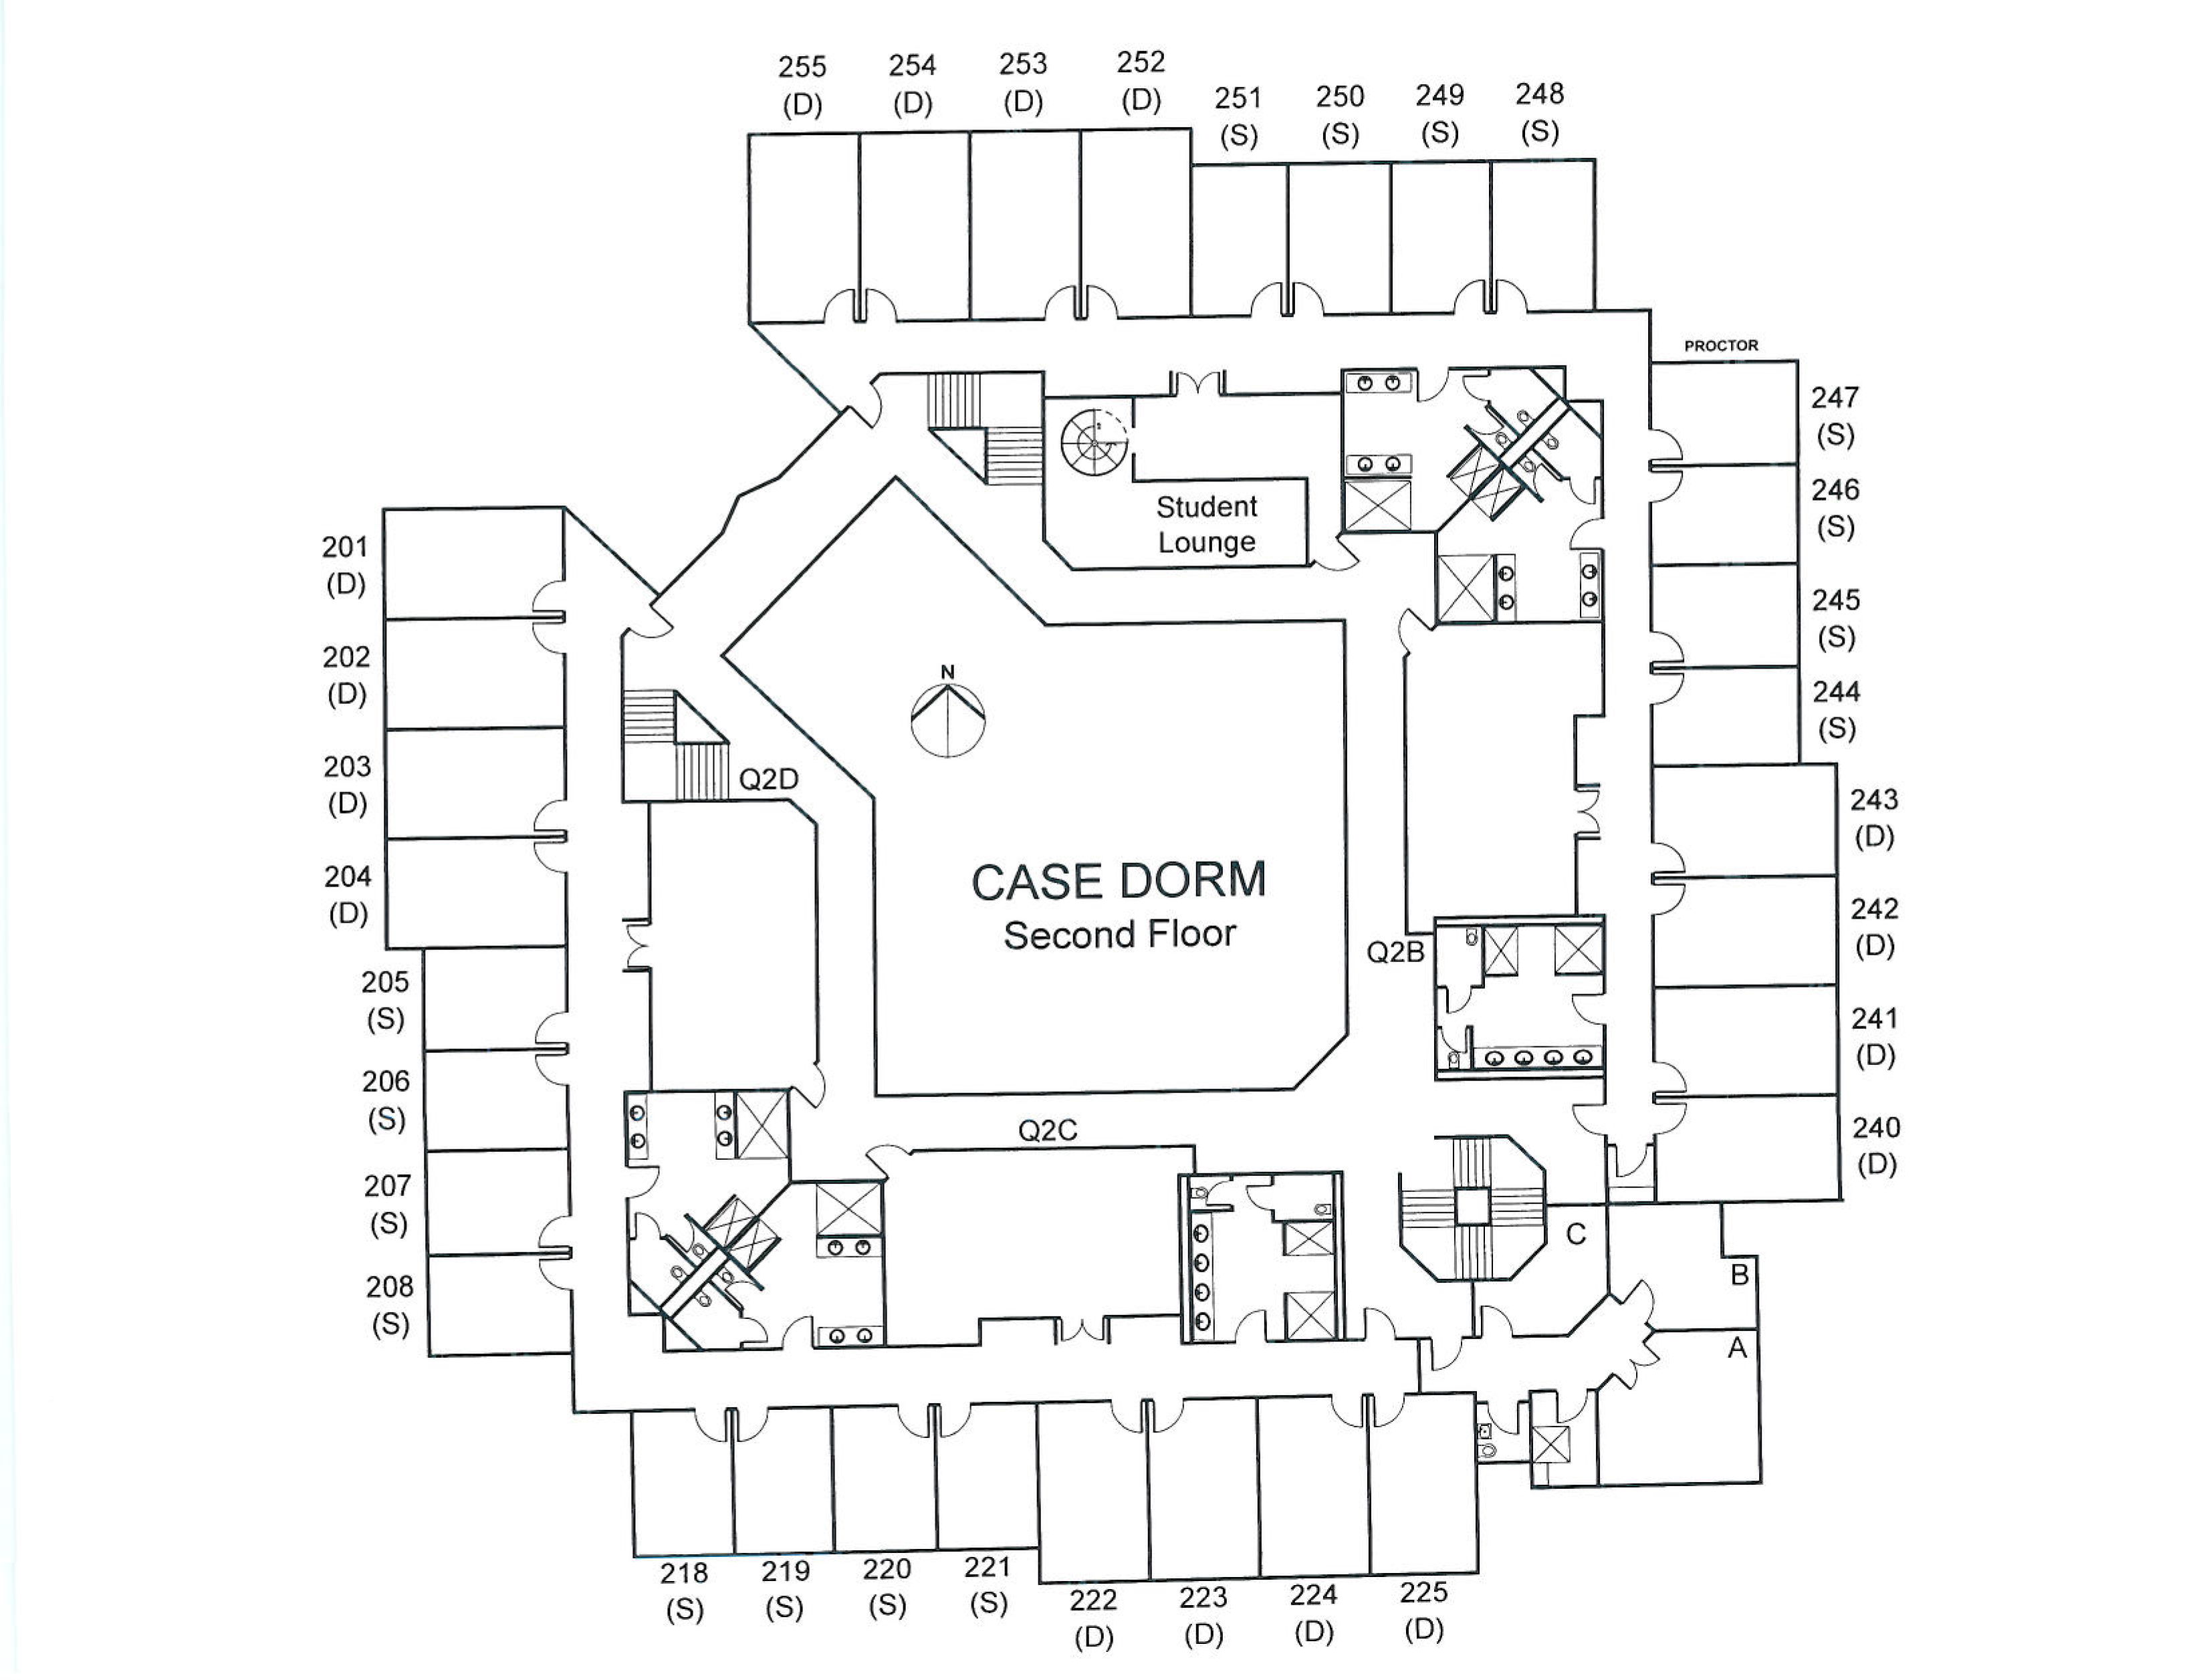 255
(D)
254
(D)
253
(D)
252
(D)
251
(S)
250
(S)
249
(S)
248
(S)
PROCTOR
247
(S)
246
(S)
245
(S)
244
(S)
243
(D)
242
(D)
241
(D)
240
(D)
201
(D)
202
(D)
203
(D)
204
(D)
205
(S)
206
(S)
207
(S)
208
(S)
Student
Lounge
N
Q2D
CASE DORM
Second Floor
Q2B
Q2C
C
B
A
218
(S)
219
(S)
220
(S)
221
(S)
222
(D)
223
(D)
224
(D)
225
(D)